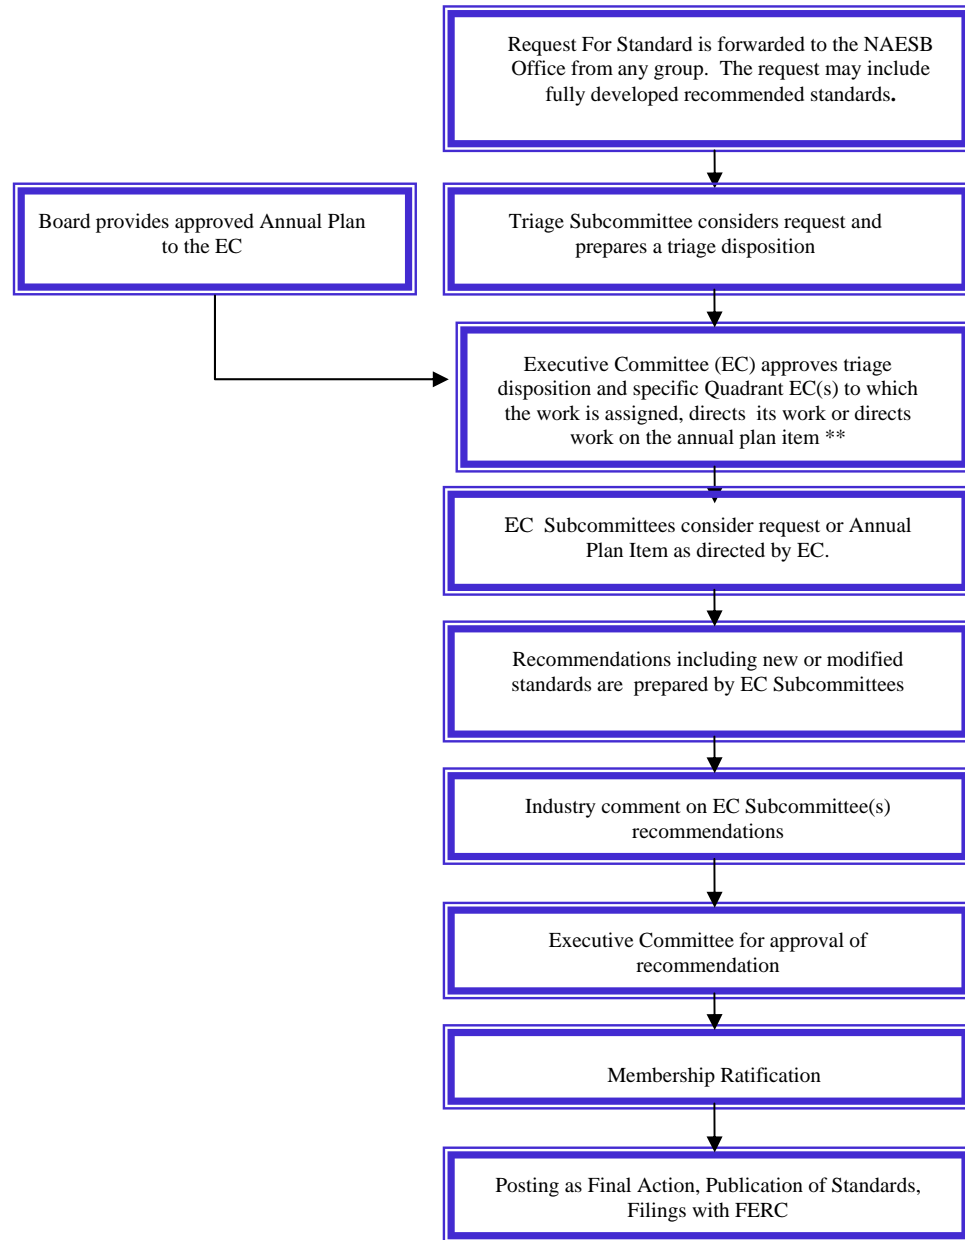 Request For Standard is forwarded to the NAESB
Office from any group.  The request may include
fully developed recommended standards.
Board provides approved Annual Plan
to the EC
Triage Subcommittee considers request and
prepares a triage disposition
Executive Committee (EC) approves triage
disposition and specific Quadrant EC(s) to which
the work is assigned, directs  its work or directs
work on the annual plan item **
EC  Subcommittees consider request or Annual
Plan Item as directed by EC.
Recommendations including new or modified
standards are  prepared by EC Subcommittees
Industry comment on EC Subcommittee(s)
recommendations
Executive Committee for approval of
recommendation
Membership Ratification
Posting as Final Action, Publication of Standards,
Filings with FERC